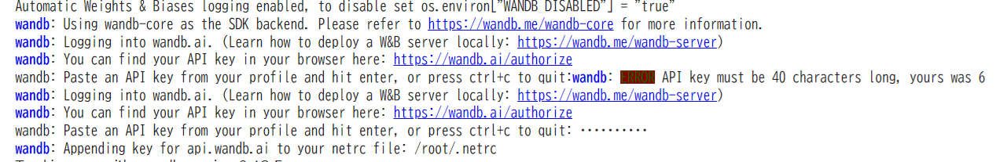 Automatic Weights & Biases logging enabled, to disable set os.environ["WANDB_DISABLED"] = "true"
wandb: Using wandb-core as the SDK backend. Please refer to https://wandb.me/wandb-core for more information.
wandb: Logging into wandb.ai. (Learn how to deploy a W&B server locally: https://wandb.me/wandb-server)
wandb: You can find your API key in your browser here: https://wandb.ai/authorize
wandb: Paste an API key from your profile and hit enter, or press ctrl+c to quit:wandb: ERROR API key must be 40 characters long, yours was 6
wandb: Logging into wandb.ai. (Learn how to deploy a W&B server locally: https://wandb.me/wandb-server)
wandb: You can find your API key in your browser here: https://wandb.ai/authorize
wandb: Paste an API key from your profile and hit enter, or press ctrl+c to quit: ··········
wandb: Appending key for api.wandb.ai to your netrc file: /root/.netrc